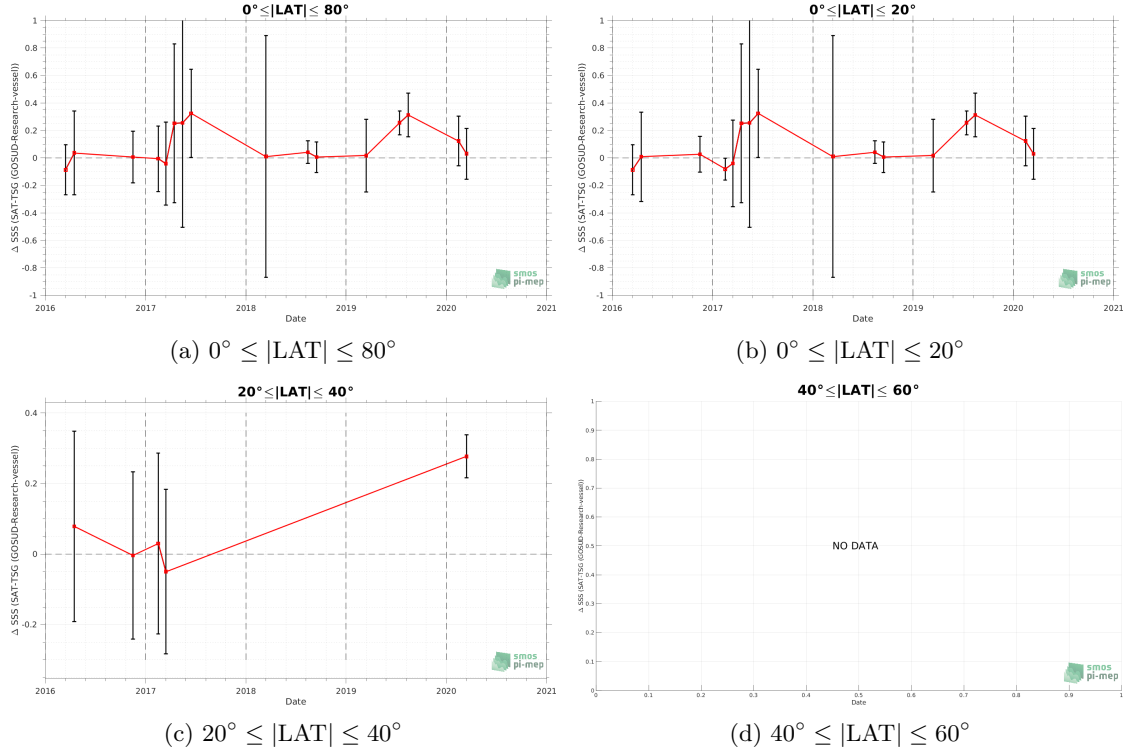 0°≤|LAT|≤ 80°
Δ SSS (SAT-TSG (GOSUD-Research-vessel))
1
0.8
0.6
0.4
0.2
0
-0.2
-0.4
-0.6
-0.8
-1
2016 2017 2018 2019 2020 2021
Date
smos
pi-mep
(a) 0° ≤ |LAT| ≤ 80°
0°≤|LAT|≤ 20°
Δ SSS (SAT-TSG (GOSUD-Research-vessel))
1
0.8
0.6
0.4
0.2
0
-0.2
-0.4
-0.6
-0.8
-1
2016 2017 2018 2019 2020 2021
Date
smos
pi-mep
(b) 0° ≤ |LAT| ≤ 20°
20°≤|LAT|≤ 40°
Δ SSS (SAT-TSG (GOSUD-Research-vessel))
0.4
0.2
0
-0.2
2016 2017 2018 2019 2020 2021
Date
smos
pi-mep
(c) 20° ≤ |LAT| ≤ 40°
40°≤|LAT|≤ 60°
Δ SSS (SAT-TSG (GOSUD-Research-vessel))
1
0.9
0.8
0.7
0.6
0.5
0.4
0.3
0.2
0.1
0
NO DATA
0 0.1 0.2 0.3 0.4 0.5 0.6 0.7 0.8 0.9 1
Date
smos
pi-mep
(d) 40° ≤ |LAT| ≤ 60°